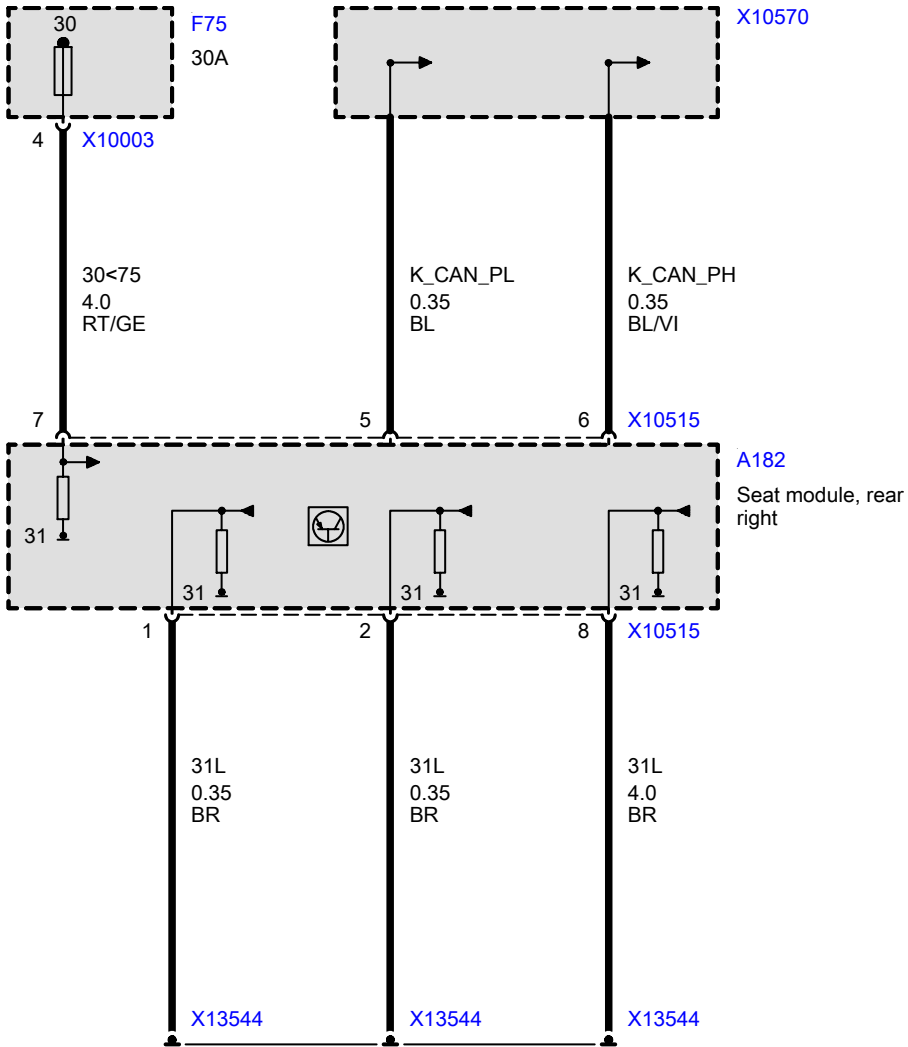 30
F75
30A
X10570
4
X10003
30<75
4.0
RT/GE
K_CAN_PL
0.35
BL
K_CAN_PH
0.35
BL/VI
7
5
6
X10515
A182
Seat module, rear
right
31
31
31
31
1
2
8
X10515
31L
0.35
BR
31L
0.35
BR
31L
4.0
BR
X13544
X13544
X13544